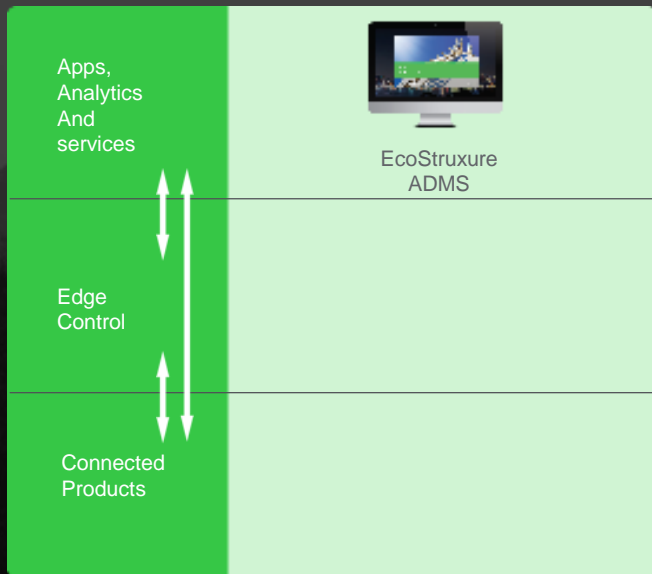 Apps,
Analytics
And
services
EcoStruxure
ADMS
Edge
Control
Connected
Products